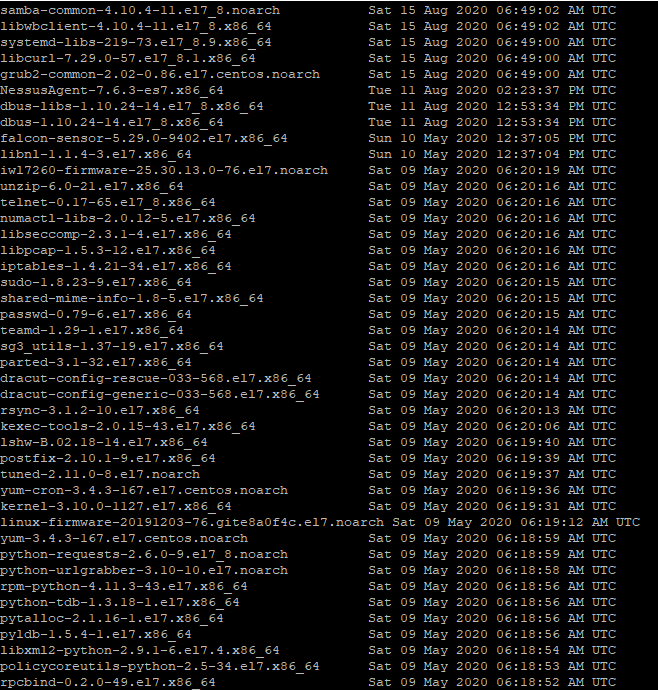 samba-common-4.10.4-11.el7_8.noarch Sat 15 Aug 2020 06:49:02 AM UTC
libwbclient-4.10.4-11.el7_8.x86_64 Sat 15 Aug 2020 06:49:02 AM UTC
systemd-libs-219-73.el7_8.9.x86_64 Sat 15 Aug 2020 06:49:00 AM UTC
libcurl-7.29.0-57.el7_8.1.x86_64 Sat 15 Aug 2020 06:49:00 AM UTC
grub2-common-2.02-0.86.el7.centos.noarch Sat 15 Aug 2020 06:49:00 AM UTC
NessusAgent-7.6.3-es7.x86_64 Tue 11 Aug 2020 02:23:37 PM UTC
dbus-libs-1.10.24-14.el7_8.x86_64 Tue 11 Aug 2020 12:53:34 PM UTC
dbus-1.10.24-14.el7_8.x86_64 Tue 11 Aug 2020 12:53:34 PM UTC
falcon-sensor-5.29.0-9402.el7.x86_64 Sun 10 May 2020 12:37:05 PM UTC
libnl-1.1.4-3.el7.x86_64 Sun 10 May 2020 12:37:04 PM UTC
iwl7260-firmware-25.30.13.0-76.el7.noarch Sat 09 May 2020 06:20:19 AM UTC
unzip-6.0-21.el7.x86_64 Sat 09 May 2020 06:20:16 AM UTC
telnet-0.17-65.el7_8.x86_64 Sat 09 May 2020 06:20:16 AM UTC
numactl-libs-2.0.12-5.el7.x86_64 Sat 09 May 2020 06:20:16 AM UTC
libseccomp-2.3.1-4.el7.x86_64 Sat 09 May 2020 06:20:16 AM UTC
libpcap-1.5.3-12.el7.x86_64 Sat 09 May 2020 06:20:16 AM UTC
iptables-1.4.21-34.el7.x86_64 Sat 09 May 2020 06:20:16 AM UTC
sudo-1.8.23-9.el7.x86_64 Sat 09 May 2020 06:20:15 AM UTC
shared-mime-info-1.8-5.el7.x86_64 Sat 09 May 2020 06:20:15 AM UTC
passwd-0.79-6.el7.x86_64 Sat 09 May 2020 06:20:15 AM UTC
teamd-1.29-1.el7.x86_64 Sat 09 May 2020 06:20:14 AM UTC
sg3_utils-1.37-19.el7.x86_64 Sat 09 May 2020 06:20:14 AM UTC
parted-3.1-32.el7.x86_64 Sat 09 May 2020 06:20:14 AM UTC
dracut-config-rescue-033-568.el7.x86_64 Sat 09 May 2020 06:20:14 AM UTC
dracut-config-generic-033-568.el7.x86_64 Sat 09 May 2020 06:20:14 AM UTC
rsync-3.1.2-10.el7.x86_64 Sat 09 May 2020 06:20:13 AM UTC
kexec-tools-2.0.15-43.el7.x86_64 Sat 09 May 2020 06:20:06 AM UTC
lshw-B.02.18-14.el7.x86_64 Sat 09 May 2020 06:19:40 AM UTC
postfix-2.10.1-9.el7.x86_64 Sat 09 May 2020 06:19:39 AM UTC
tuned-2.11.0-8.el7.noarch Sat 09 May 2020 06:19:37 AM UTC
yum-cron-3.4.3-167.el7.centos.noarch Sat 09 May 2020 06:19:36 AM UTC
kernel-3.10.0-1127.el7.x86_64 Sat 09 May 2020 06:19:31 AM UTC
linux-firmware-20191203-76.gite8a0f4c.el7.noarch Sat 09 May 2020 06:19:12 AM UTC
yum-3.4.3-167.el7.centos.noarch Sat 09 May 2020 06:18:59 AM UTC
python-requests-2.6.0-9.el7_8.noarch Sat 09 May 2020 06:18:59 AM UTC
python-urlgrabber-3.10-10.el7.noarch Sat 09 May 2020 06:18:58 AM UTC
rpm-python-4.11.3-43.el7.x86_64 Sat 09 May 2020 06:18:56 AM UTC
python-tdb-1.3.18-1.el7.x86_64 Sat 09 May 2020 06:18:56 AM UTC
pytalloc-2.1.16-1.el7.x86_64 Sat 09 May 2020 06:18:56 AM UTC
pyldb-1.5.4-1.el7.x86_64 Sat 09 May 2020 06:18:56 AM UTC
libxml2-python-2.9.1-6.el7.4.x86_64 Sat 09 May 2020 06:18:54 AM UTC
policycoreutils-python-2.5-34.el7.x86_64 Sat 09 May 2020 06:18:53 AM UTC
rpcbind-0.2.0-49.el7.x86_64 Sat 09 May 2020 06:18:52 AM UTC